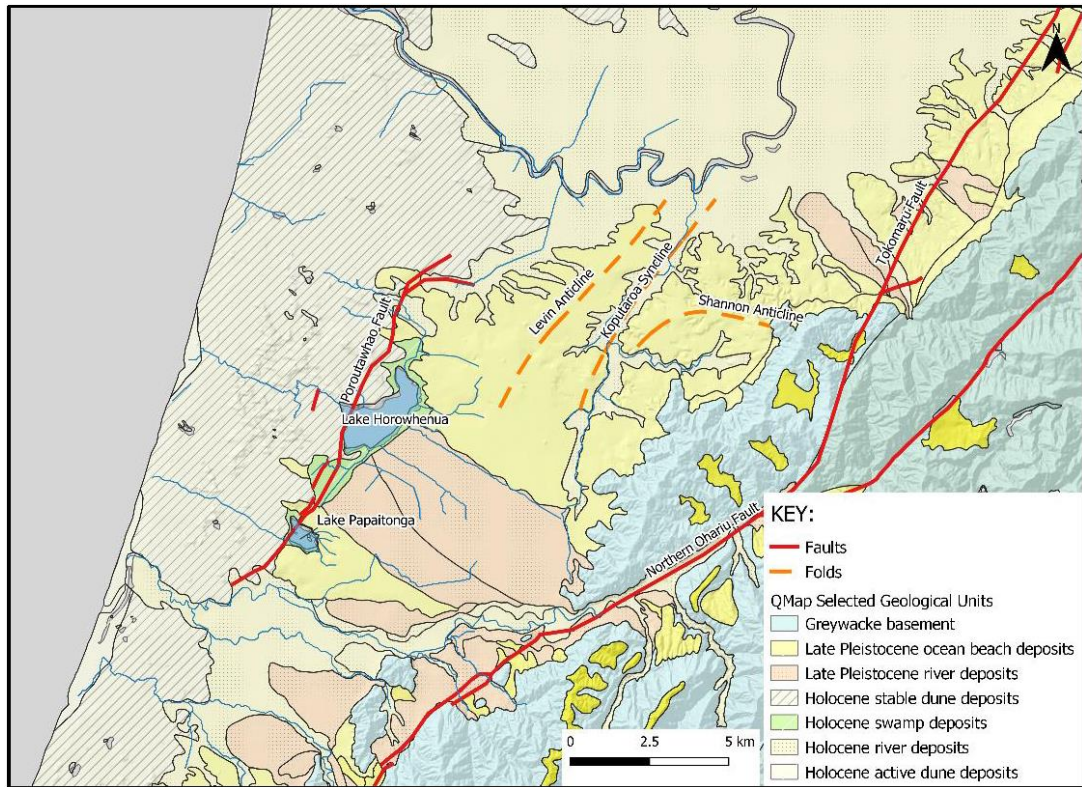 N
Tokomaru Fault
Levin Anticline
Koputaroa Syncline
Shannon Anticline
Poroutawhao Fault
Lake Horowhenua
Lake Papaitonga
Northern Ohariu Fault
KEY:
Faults
Folds
QMap Selected Geological Units
Greywacke basement
Late Pleistocene ocean beach deposits
Late Pleistocene river deposits
Holocene stable dune deposits
Holocene swamp deposits
Holocene river deposits
Holocene active dune deposits
0 2.5 5 km